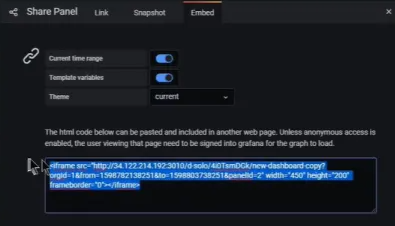 Share Panel Link Snapshot Embed
Current time range
Template variables
Theme current
The html code below can be pasted and included in another web page. Unless anonymous access is
enabled, the user viewing that page need to be signed into grafana for the graph to load.
<iframe src="http://34.122.214.192:3010/d-solo/4i0TsmDGk/new-dashboard-copy?
orgId=1&from=1598782138251&to=1598803738251&panelId=2" width="450" height="200"
frameborder="0"></iframe>